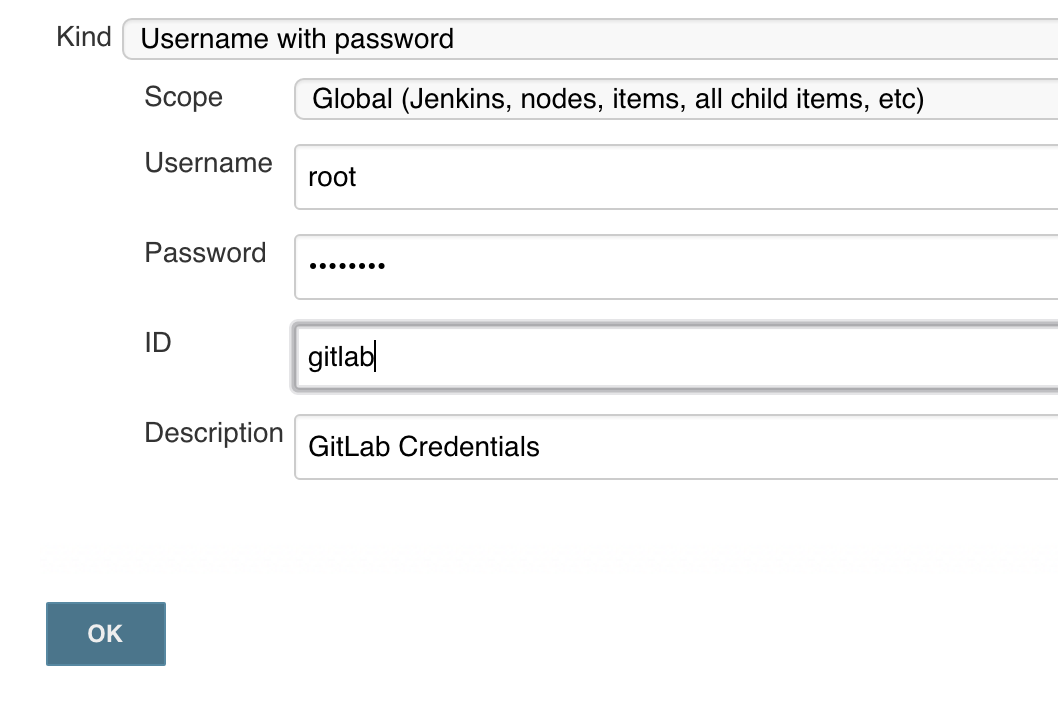 Kind Username with password
Scope Global (Jenkins, nodes, items, all child items, etc)
Username root
Password ••••••••
ID gitlab
Description GitLab Credentials
OK